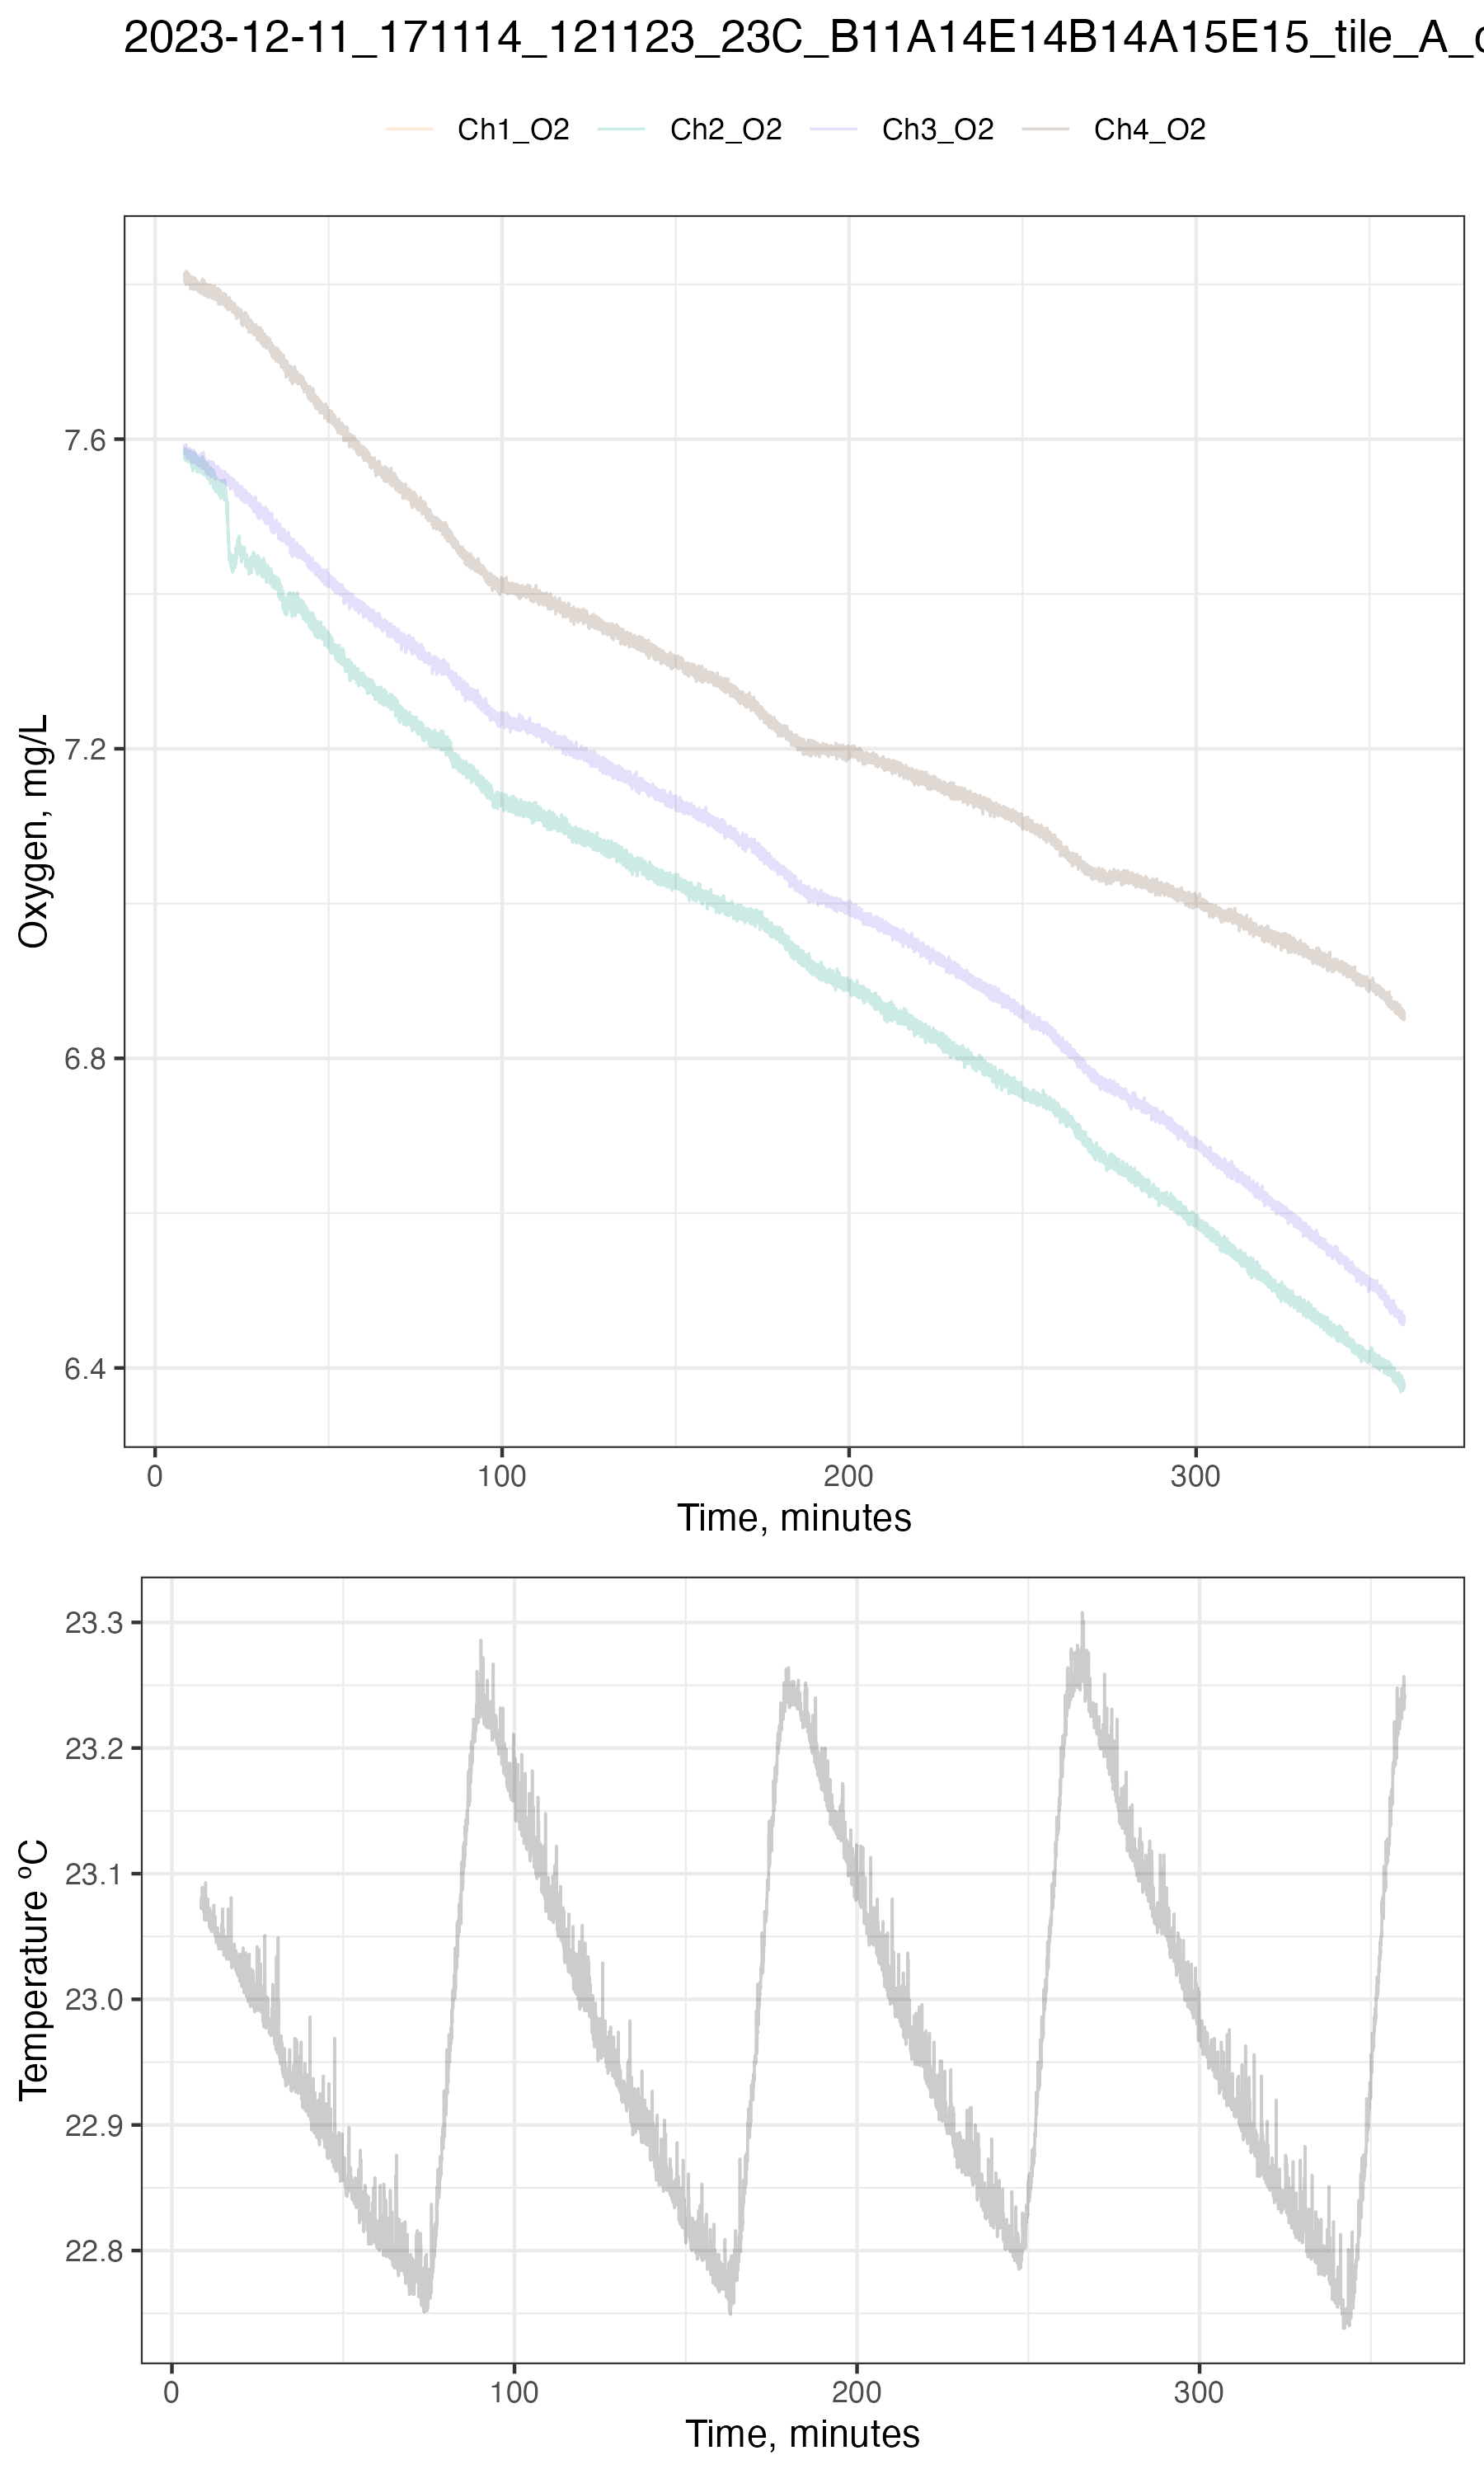 2023-12-11_171114_121123_23C_B11A14E14B14A15E15_tile_A_
Ch1_O2 Ch2_O2 Ch3_O2 Ch4_O2
7.6
7.2
6.8
6.4
Oxygen, mg/L
0 100 200 300
Time, minutes
23.3
23.2
23.1
23.0
22.9
22.8
Temperature ºC
0 100 200 300
Time, minutes